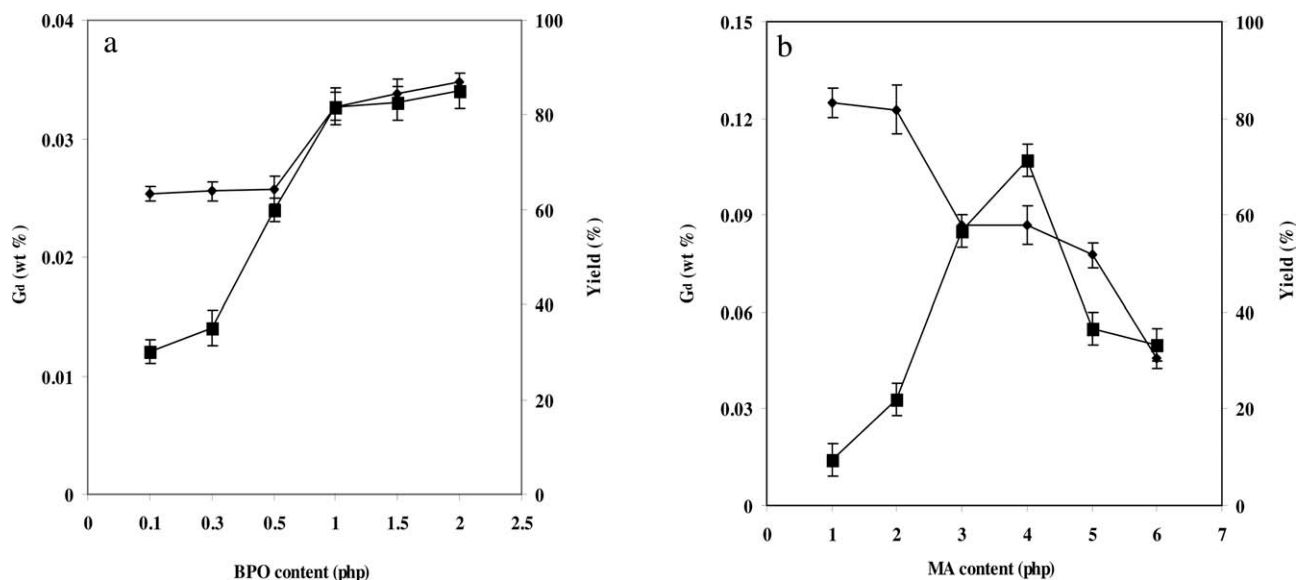 a
0.04
0.03
0.02
0.01
0
Gd (wt %)
100
80
60
40
20
0
Yield (%)
0 0.1 0.3 0.5 1 1.5 2 2.5
BPO content (php)
b
0.15
0.12
0.09
0.06
0.03
0
Gd (wt %)
100
80
60
40
20
0
Yield (%)
0 1 2 3 4 5 6 7
MA content (php)